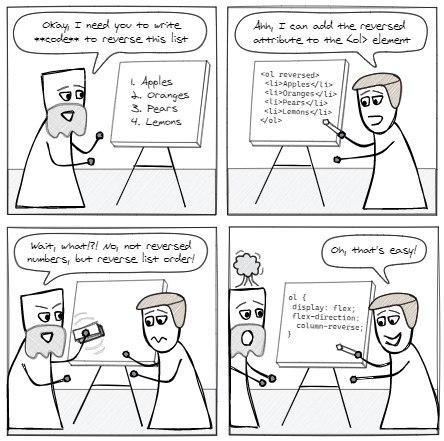 Okay, I need you to write
**code** to reverse this list
1. Apples
2. Oranges
3. Pears
4. Lemons
Ahh, I can add the reversed
attribute to the <ol> element
<ol reversed>
<li>Apples</li>
<li>Oranges</li>
<li>Pears</li>
<li>Lemons</li>
</ol>
Wait, what!?! No, not reversed
numbers, but reverse list order!
Oh, that's easy!
ol {
display: flex;
flex-direction:
column-reverse;
}